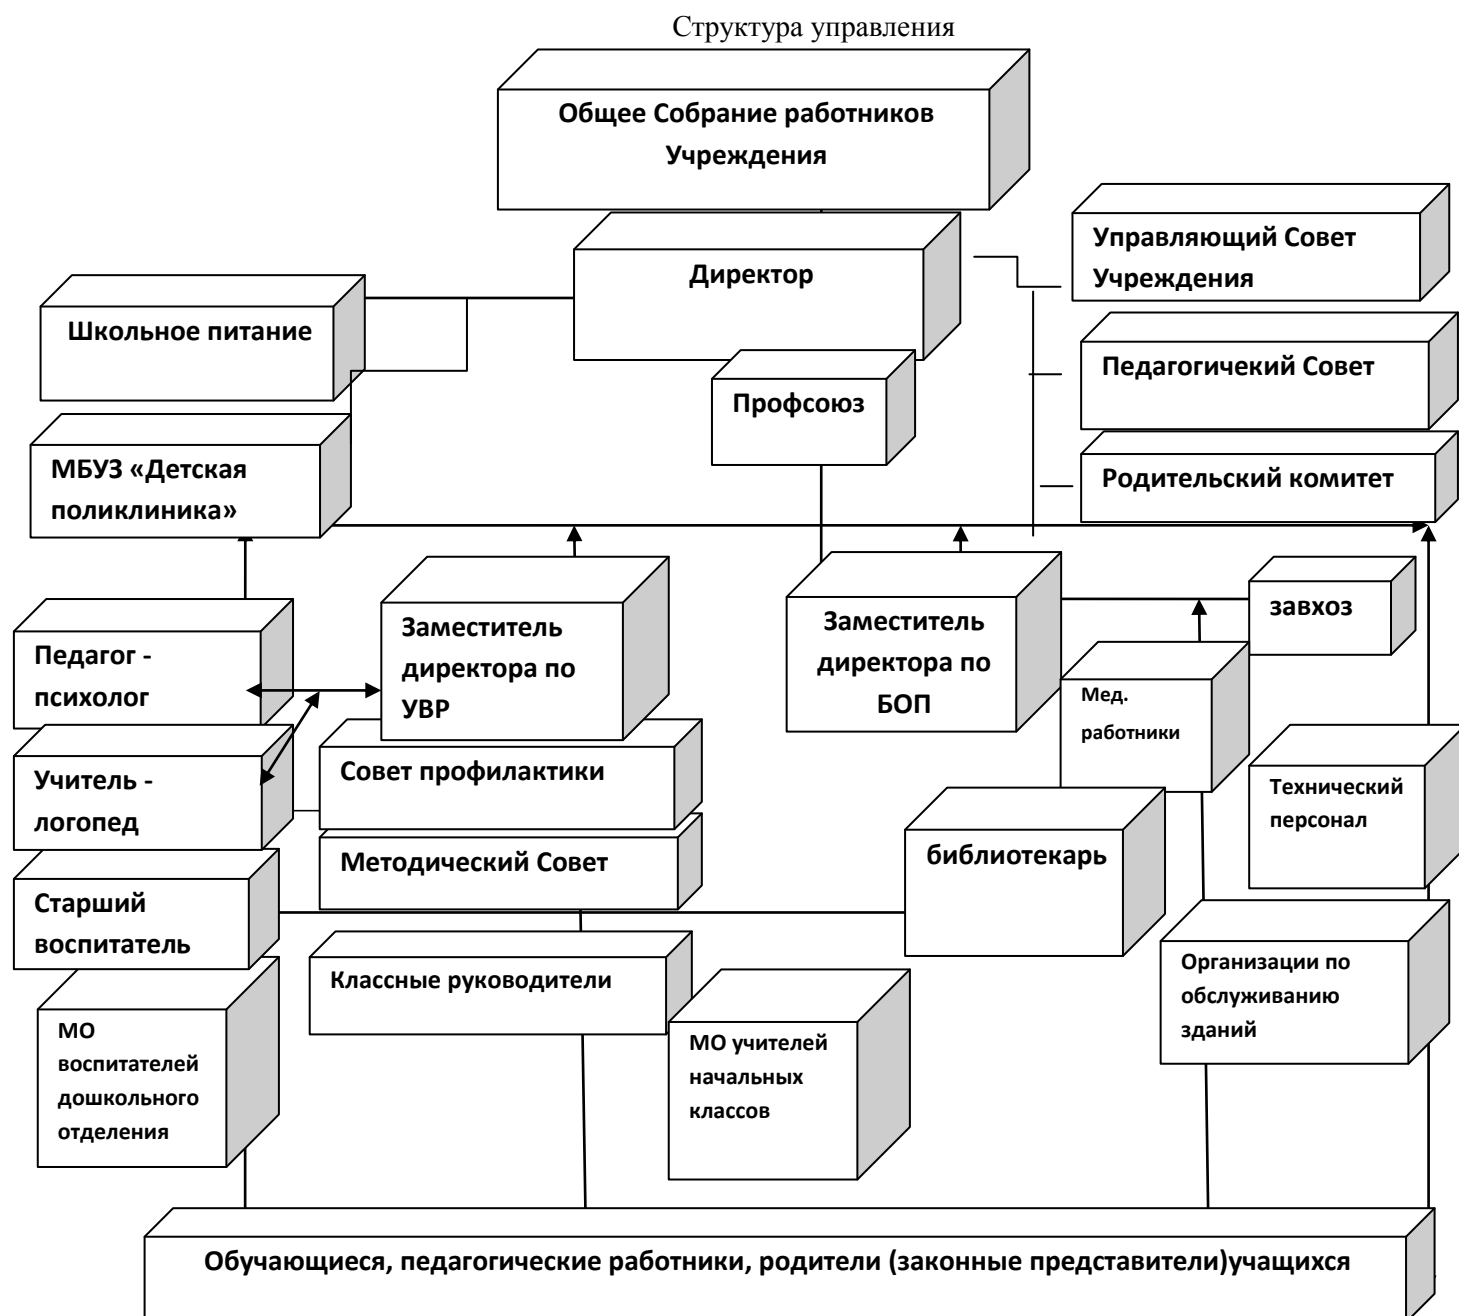 Структура управления
Общее Собрание работников
Учреждения
Управляющий Совет
Учреждения
Директор
Школьное питание
Педагогичекий Совет
Профсоюз
МБУЗ «Детская
поликлиника»
Родительский комитет
Заместитель
директора по
УВР
Заместитель
директора по
БОП
завхоз
Педагог -
психолог
Мед.
работники
Учитель -
логопед
Совет профилактики
Технический
персонал
Методический Совет
библиотекарь
Старший
воспитатель
Классные руководители
Организации по
обслуживанию
зданий
МО
воспитателей
дошкольного
отделения
МО учителей
начальных
классов
Обучающиеся, педагогические работники, родители (законные представители)учащихся